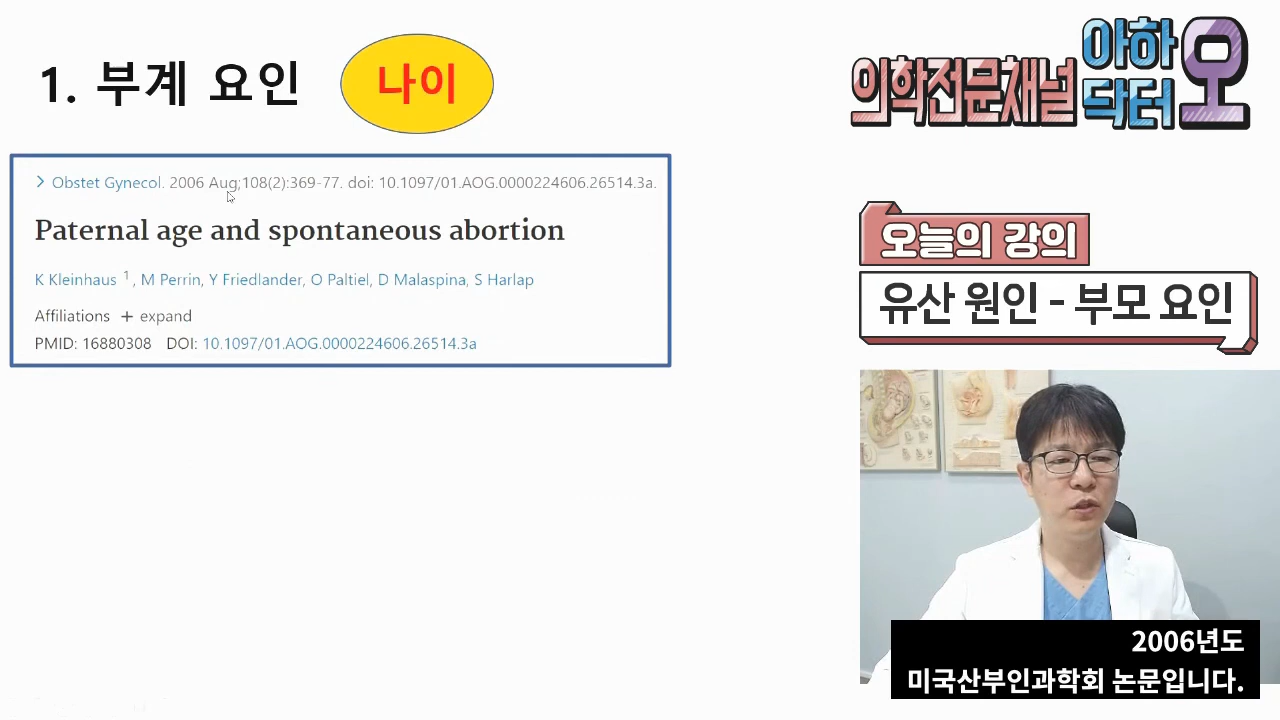 1. 부계 요인
나이
의학전문채널 아하 닥터 오
> Obstet Gynecol. 2006 Aug;108(2):369-77. doi: 10.1097/01.AOG.0000224606.26514.3a.
Paternal age and spontaneous abortion
K Kleinhaus 1, M Perrin, Y Friedlander, O Paltiel, D Malaspina, S Harlap
Affiliations + expand
PMID: 16880308 DOI: 10.1097/01.AOG.0000224606.26514.3a
오늘의 강의
유산 원인 - 부모 요인
2006년도
미국산부인과학회 논문입니다.